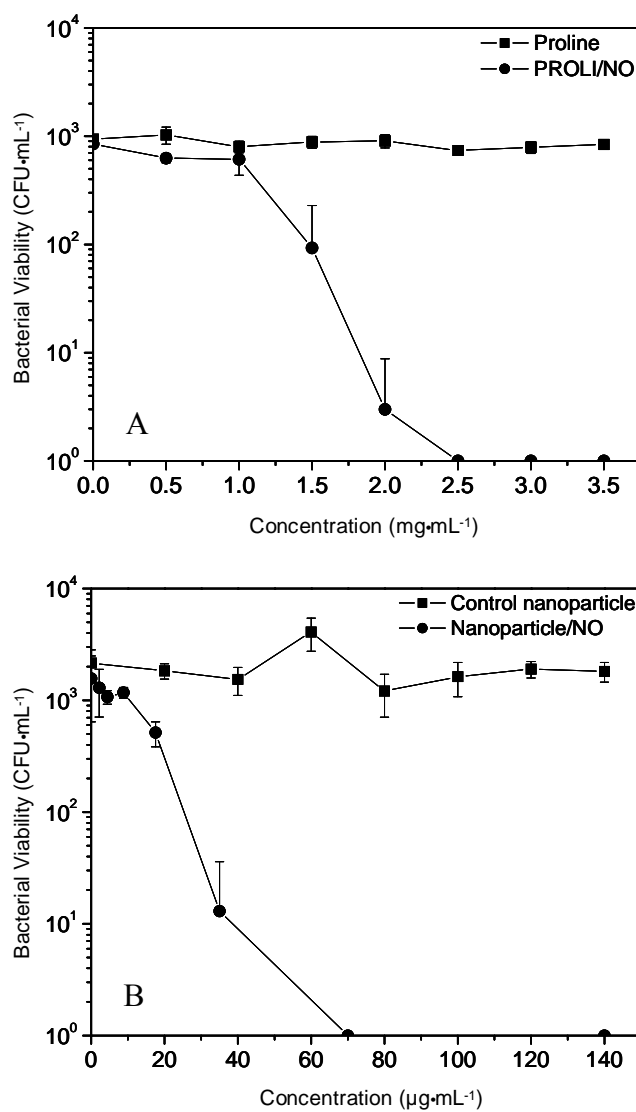 10⁴
Proline
PROLI/NO
10³
10²
10¹
10⁰
Bacterial Viability (CFU•mL⁻¹)
A
0.0 0.5 1.0 1.5 2.0 2.5 3.0 3.5
Concentration (mg•mL⁻¹)
10⁴
Control nanoparticle
Nanoparticle/NO
10³
10²
10¹
10⁰
Bacterial Viability (CFU•mL⁻¹)
B
0 20 40 60 80 100 120 140
Concentration (µg•mL⁻¹)